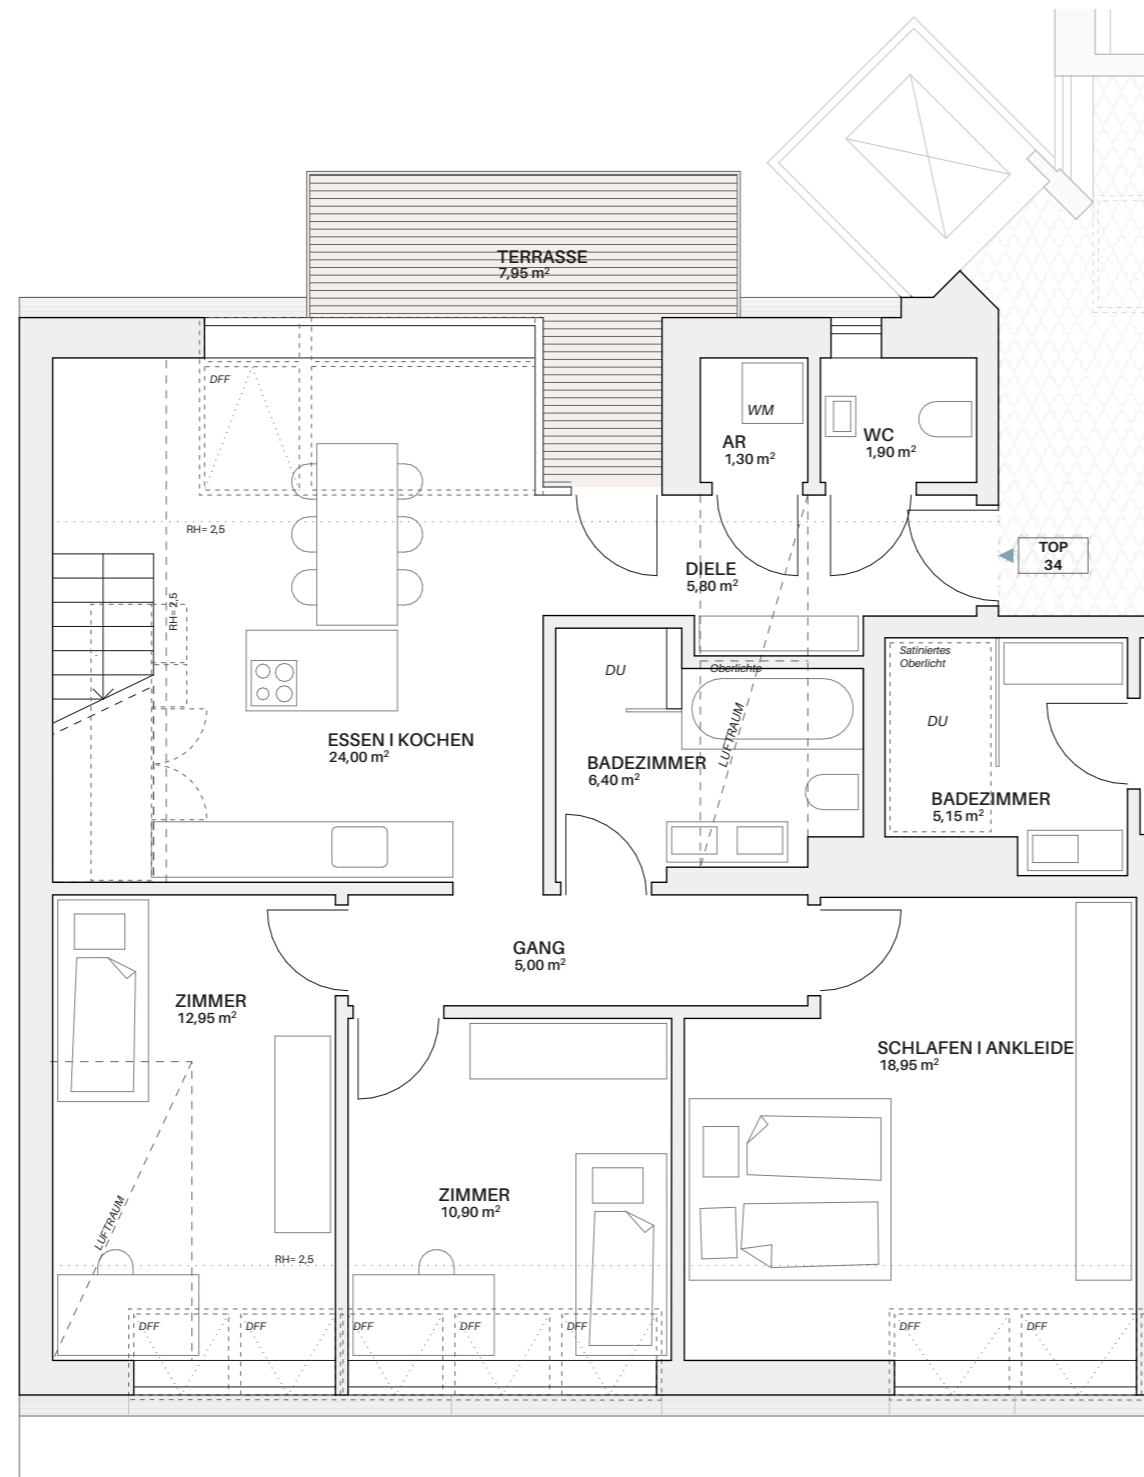 TERRASSE
7,95 m²
DFF
WM
AR
1,30 m²
WC
1,90 m²
RH= 2,5
TOP
34
DIELE
5,80 m²
RH= 2,5
Satiniertes
Oberlicht
DU
Oberlichte
DU
LUFTRAUM
ESSEN I KOCHEN
24,00 m²
BADEZIMMER
6,40 m²
BADEZIMMER
5,15 m²
GANG
5,00 m²
ZIMMER
12,95 m²
SCHLAFEN I ANKLEIDE
18,95 m²
ZIMMER
10,90 m²
LUFTRAUM
RH= 2,5
DFF
DFF
DFF
DFF
DFF
DFF
DFF